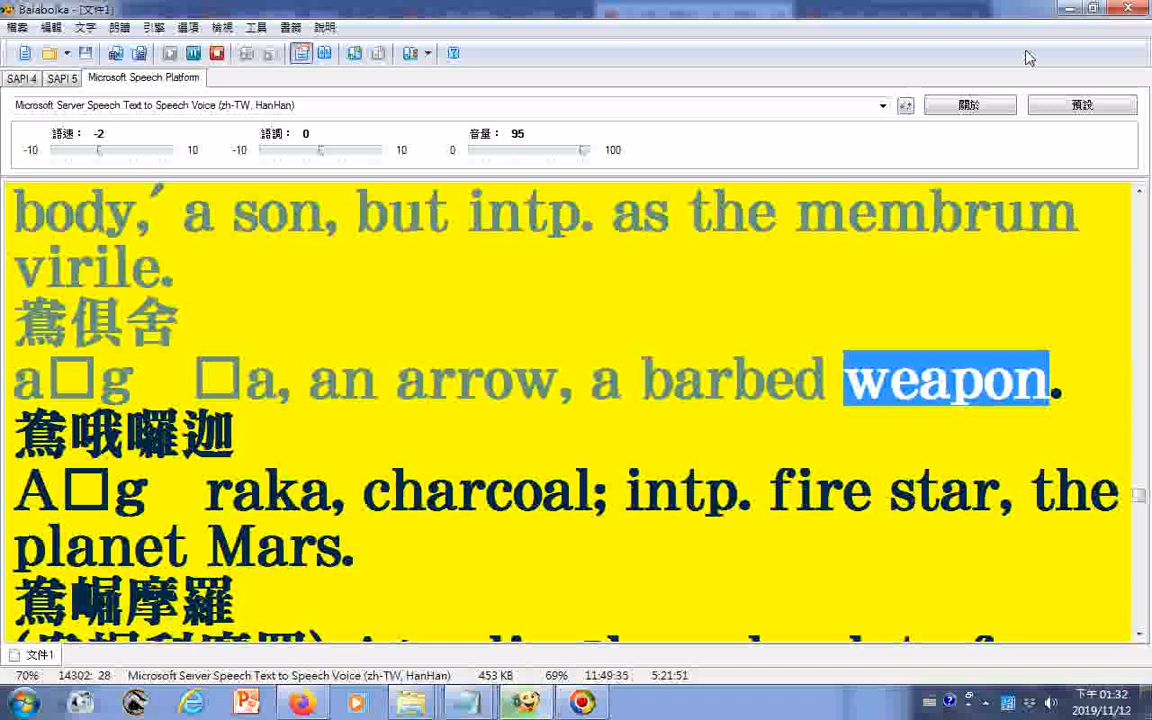 Balabolka - [文件1]
檔案 編輯 文字 朗讀 引擎 選項 檢視 工具 書籤 說明
SAPI 4 SAPI 5 Microsoft Speech Platform
Microsoft Server Speech Text to Speech Voice (zh-TW, HanHan)
關於 預設
語速： -2 語調： 0 音量： 95
-10 10 -10 10 0 100
body,′ a son, but intp. as the membrum
virile.
鴦俱舍
a□g □a, an arrow, a barbed weapon.
鴦哦囉迦
A□g raka, charcoal; intp. fire star, the
planet Mars.
鴦崛摩羅
文件1
70% 14302: 28 Microsoft Server Speech Text to Speech Voice (zh-TW, HanHan) 453 KB 69% 11:49:35 5:21:51
下午 01:32
2019/11/12